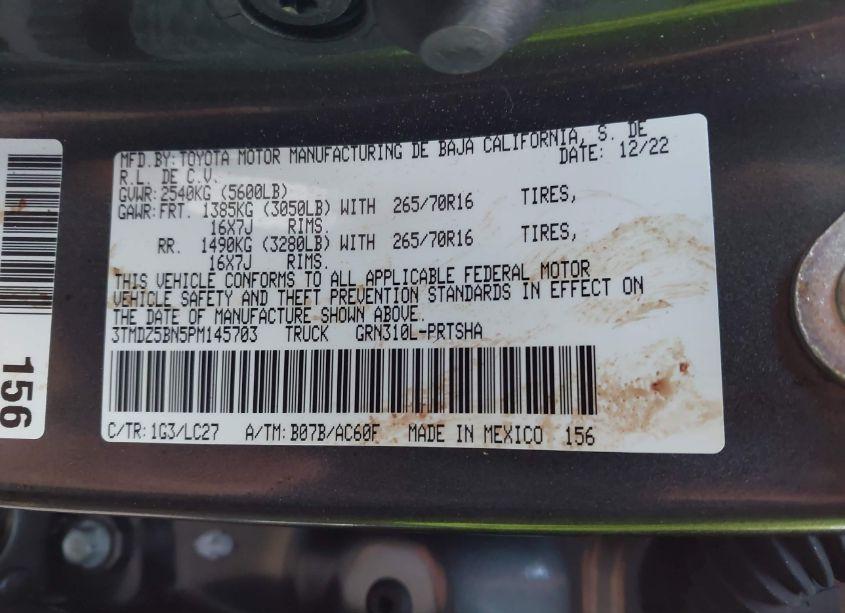 MFD.BY:TOYOTA MOTOR MANUFACTURING DE BAJA CALIFORNIA, S. DE
R.L. DE C.V. DATE: 12/22
GVWR: 2540KG (5600LB)
GAWR: FRT. 1385KG (3050LB) WITH 265/70R16 TIRES,
16X7J RIMS.
RR. 1490KG (3280LB) WITH 265/70R16 TIRES,
16X7J RIMS.
THIS VEHICLE CONFORMS TO ALL APPLICABLE FEDERAL MOTOR
VEHICLE SAFETY AND THEFT PREVENTION STANDARDS IN EFFECT ON
THE DATE OF MANUFACTURE SHOWN ABOVE.
3TMDZ5BN5PM145703 TRUCK GRN310L-PRTSHA
C/TR: 1G3/LC27 A/TM: B07B/AC60F MADE IN MEXICO 156
156